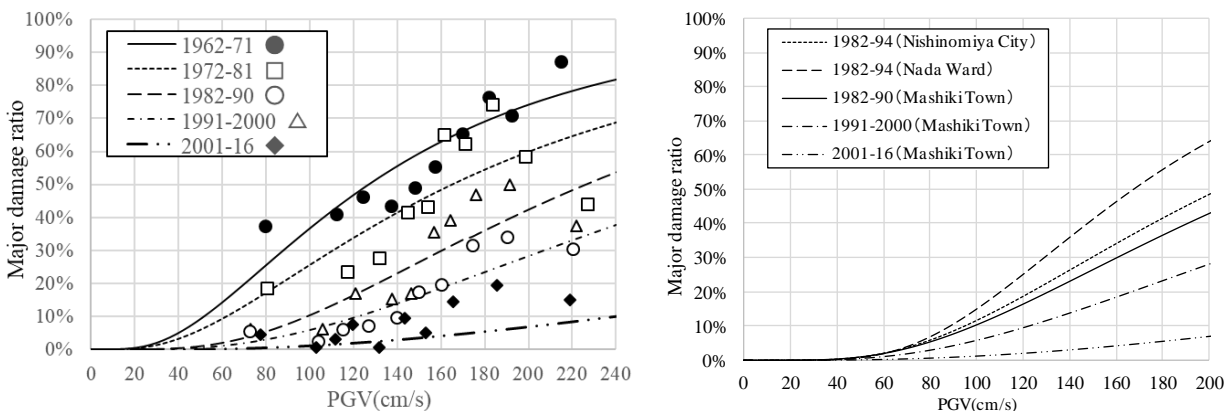 100%
90%
80%
70%
60%
50%
40%
30%
20%
10%
0%
Major damage ratio
1962-71
1972-81
1982-90
1991-2000
2001-16
0 20 40 60 80 100 120 140 160 180 200 220 240
PGV(cm/s)
100%
90%
80%
70%
60%
50%
40%
30%
20%
10%
0%
Major damage ratio
1982-94(Nishinomiya City)
1982-94(Nada Ward)
1982-90(Mashiki Town)
1991-2000(Mashiki Town)
2001-16(Mashiki Town)
0 20 40 60 80 100 120 140 160 180 200
PGV(cm/s)